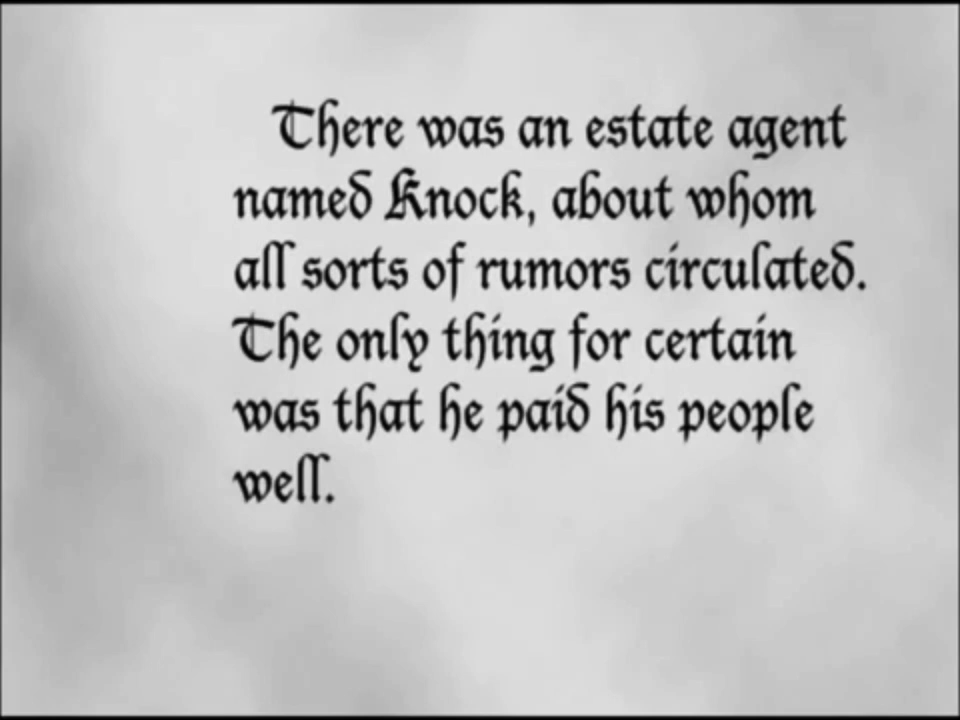 There was an estate agent
named Knock, about whom
all sorts of rumors circulated.
The only thing for certain
was that he paid his people
well.